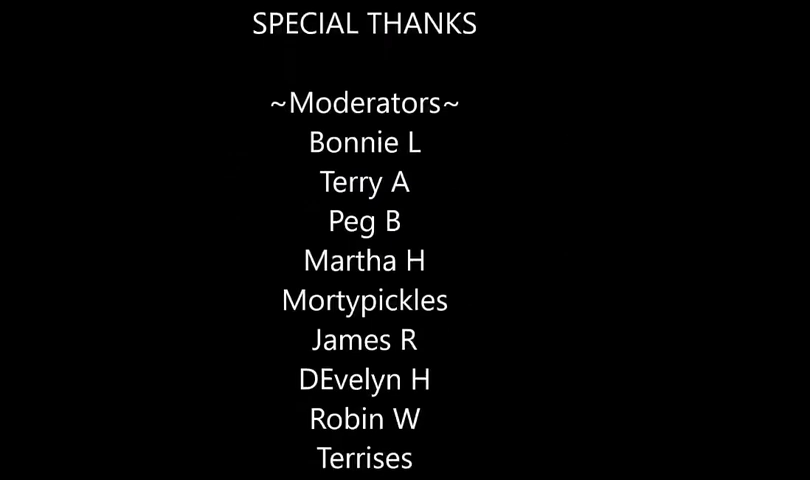 SPECIAL THANKS
~Moderators~
Bonnie L
Terry A
Peg B
Martha H
Mortypickles
James R
DEvelyn H
Robin W
Terrises